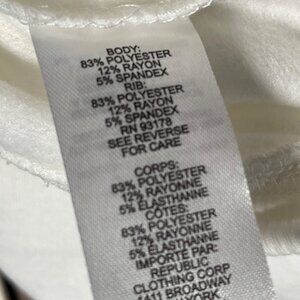 BODY:
83% POLYESTER
12% RAYON
5% SPANDEX
RIB:
83% POLYESTER
12% RAYON
5% SPANDEX
RN 93178
SEE REVERSE
FOR CARE
CORPS:
83% POLYESTER
12% RAYONNE
5% ELASTHANNE
CÔTES:
83% POLYESTER
12% RAYONNE
5% ELASTHANNE
IMPORTE PAR:
REPUBLIC
CLOTHING CORP
1411 BROADWAY